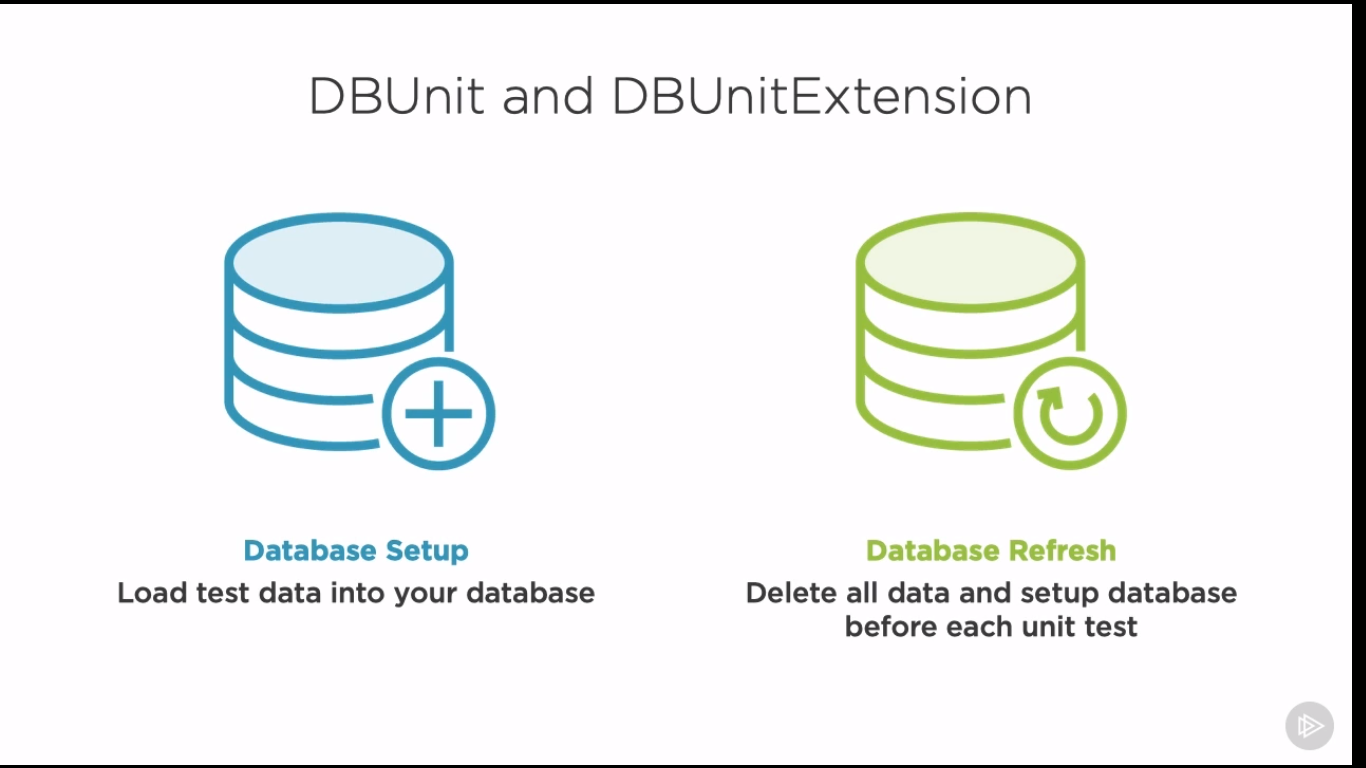 DBUnit and DBUnitExtension
Database Setup
Load test data into your database
Database Refresh
Delete all data and setup database
before each unit test